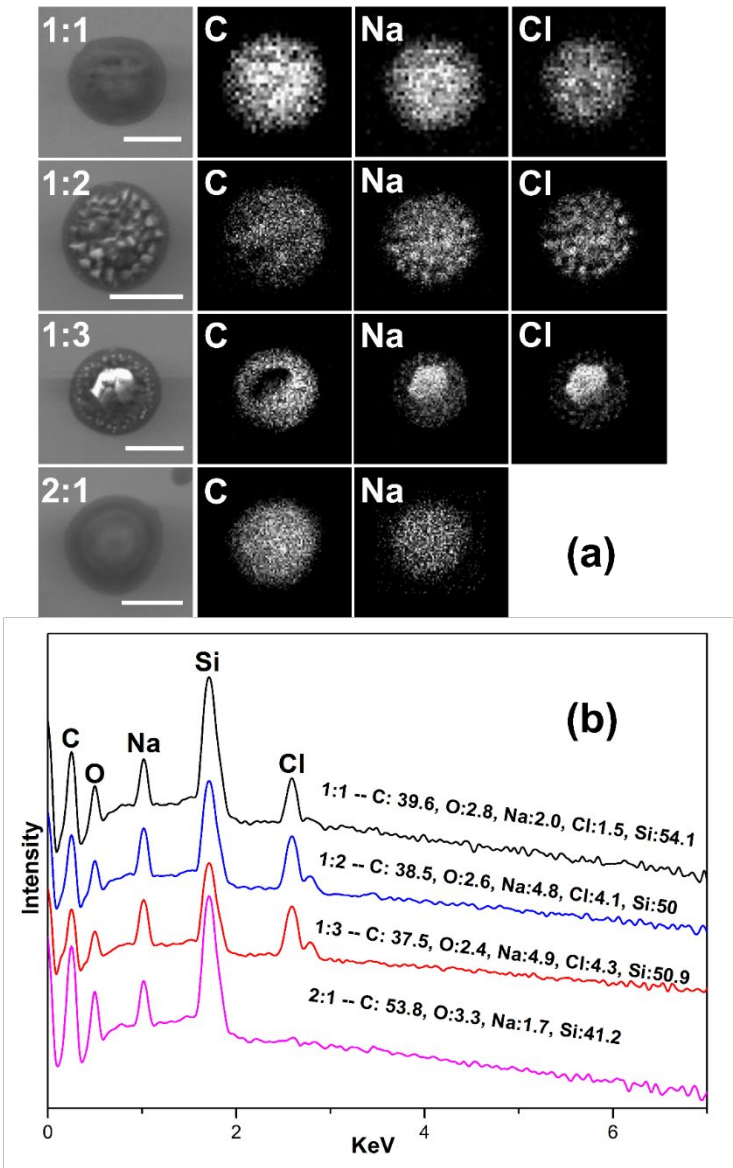 1:1 C Na Cl
1:2 C Na Cl
1:3 C Na Cl
2:1 C Na (a)
(b)
Si
C
O
Na
Cl
1:1 -- C: 39.6, O:2.8, Na:2.0, Cl:1.5, Si:54.1
1:2 -- C: 38.5, O:2.6, Na:4.8, Cl:4.1, Si:50
1:3 -- C: 37.5, O:2.4, Na:4.9, Cl:4.3, Si:50.9
2:1 -- C: 53.8, O:3.3, Na:1.7, Si:41.2
Intensity
0 2 4 6
KeV